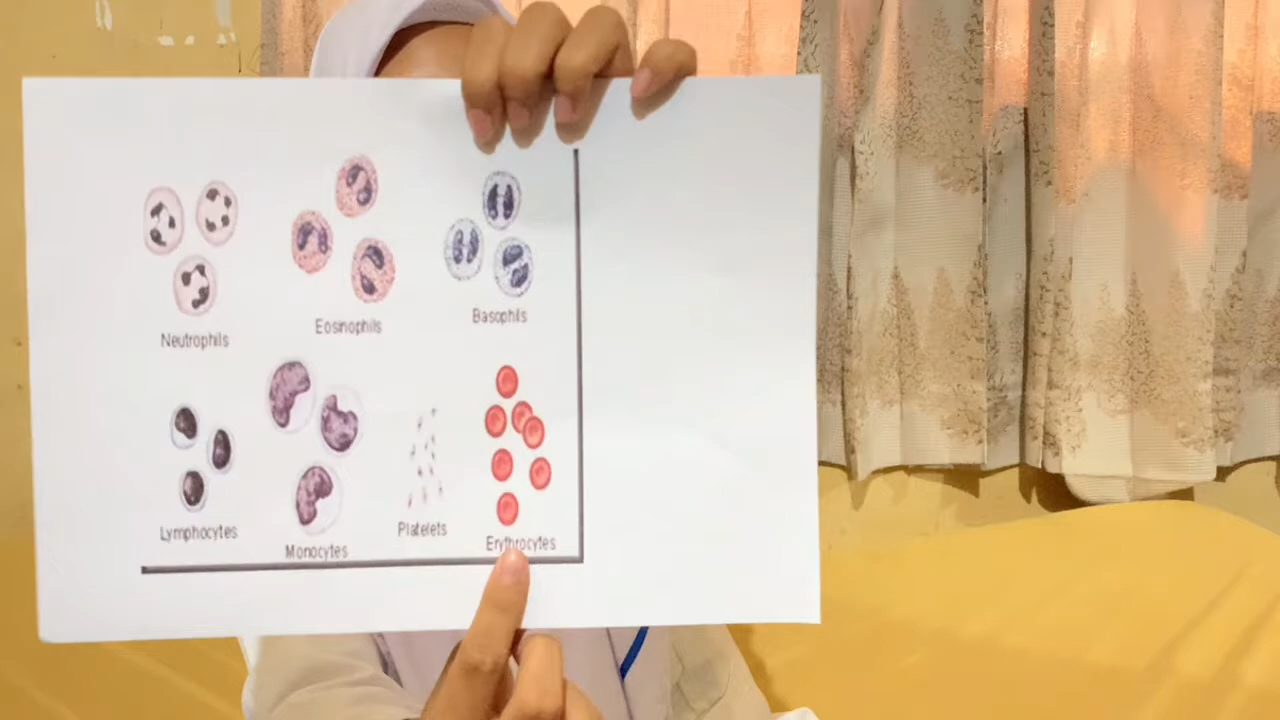 Neutrophils
Eosinophils
Basophils
Lymphocytes
Monocytes
Platelets
Erythrocytes